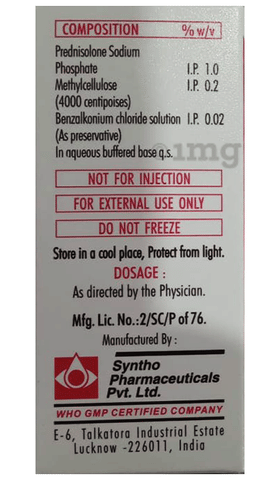 COMPOSITION % w/v
Prednisolone Sodium
Phosphate I.P. 1.0
Methylcellulose I.P. 0.2
(4000 centipoises)
Benzalkonium chloride solution I.P. 0.02
(As preservative)
In aqueous buffered base q.s.
1mg
NOT FOR INJECTION
FOR EXTERNAL USE ONLY
DO NOT FREEZE
Store in a cool place, Protect from light.
DOSAGE :
As directed by the Physician.
Mfg. Lic. No.:2/SC/P of 76.
Manufactured By :
Syntho
Pharmaceuticals
Pvt. Ltd.
WHO GMP CERTIFIED COMPANY
E-6, Talkatora Industrial Estate
Lucknow -226011, India